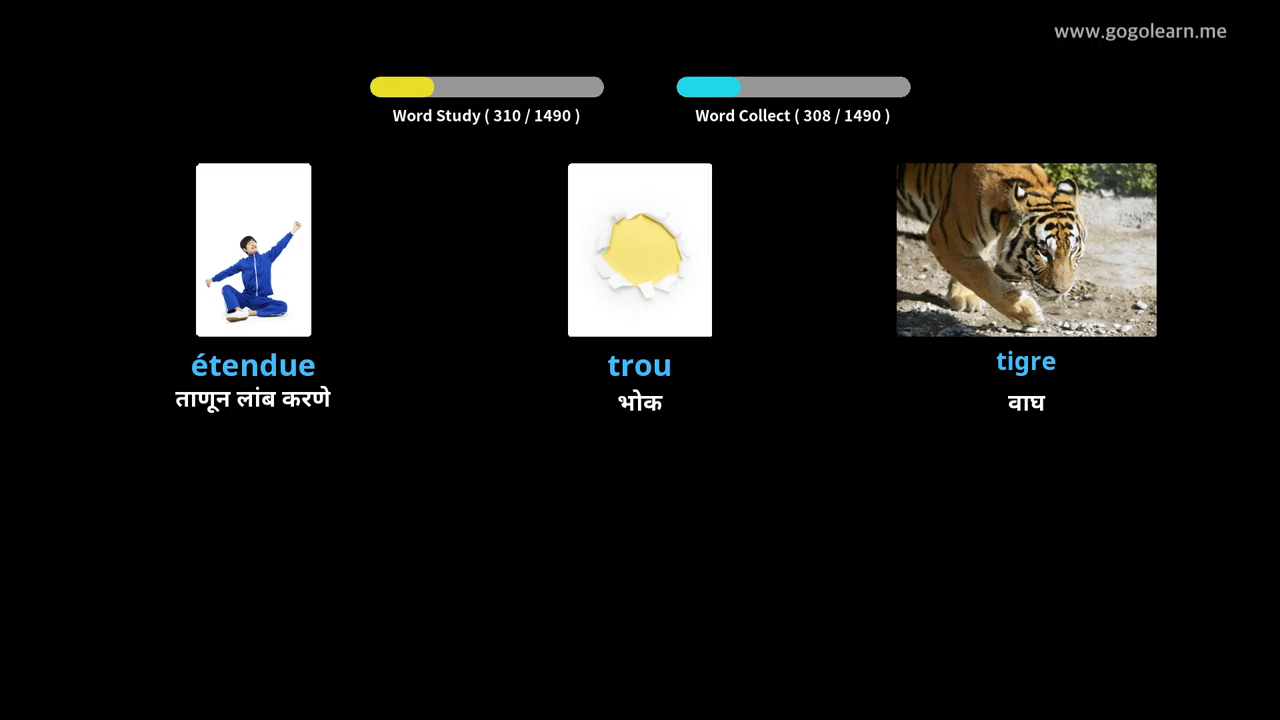 www.gogolearn.me
Word Study ( 310 / 1490 )
Word Collect ( 308 / 1490 )
étendue
ताणून लांब करणे
trou
भोक
tigre
वाघ